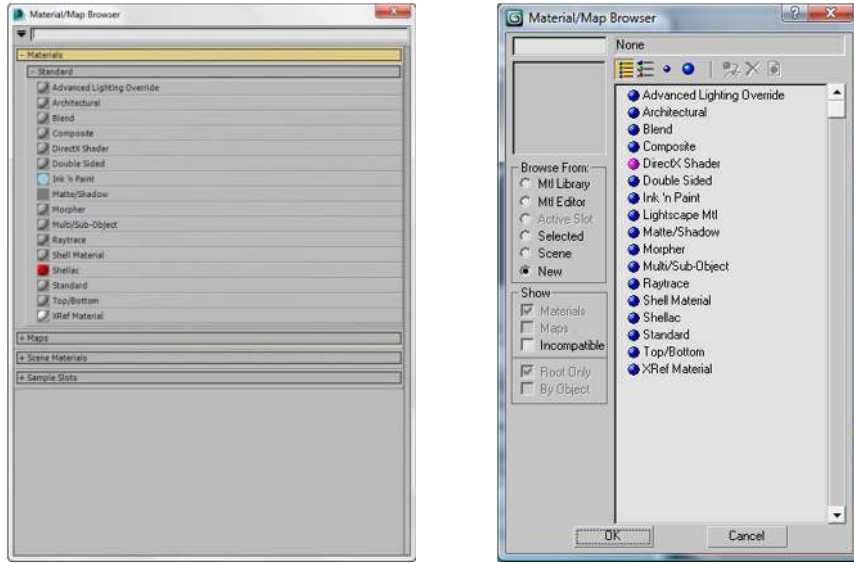 Material/Map Browser
- Materials
- Standard
Advanced Lighting Override
Architectural
Blend
Composite
DirectX Shader
Double Sided
Ink 'n Paint
Matte/Shadow
Morpher
Multi/Sub-Object
Raytrace
Shell Material
Shellac
Standard
Top/Bottom
XRef Material
+ Maps
+ Scene Materials
+ Sample Slots
Material/Map Browser
None
Browse From:
Mtl Library
Mtl Editor
Active Slot
Selected
Scene
New
Show
Materials
Maps
Incompatible
Root Only
By Object
Advanced Lighting Override
Architectural
Blend
Composite
DirectX Shader
Double Sided
Ink 'n Paint
Lightscape Mtl
Matte/Shadow
Morpher
Multi/Sub-Object
Raytrace
Shell Material
Shellac
Standard
Top/Bottom
XRef Material
OK
Cancel